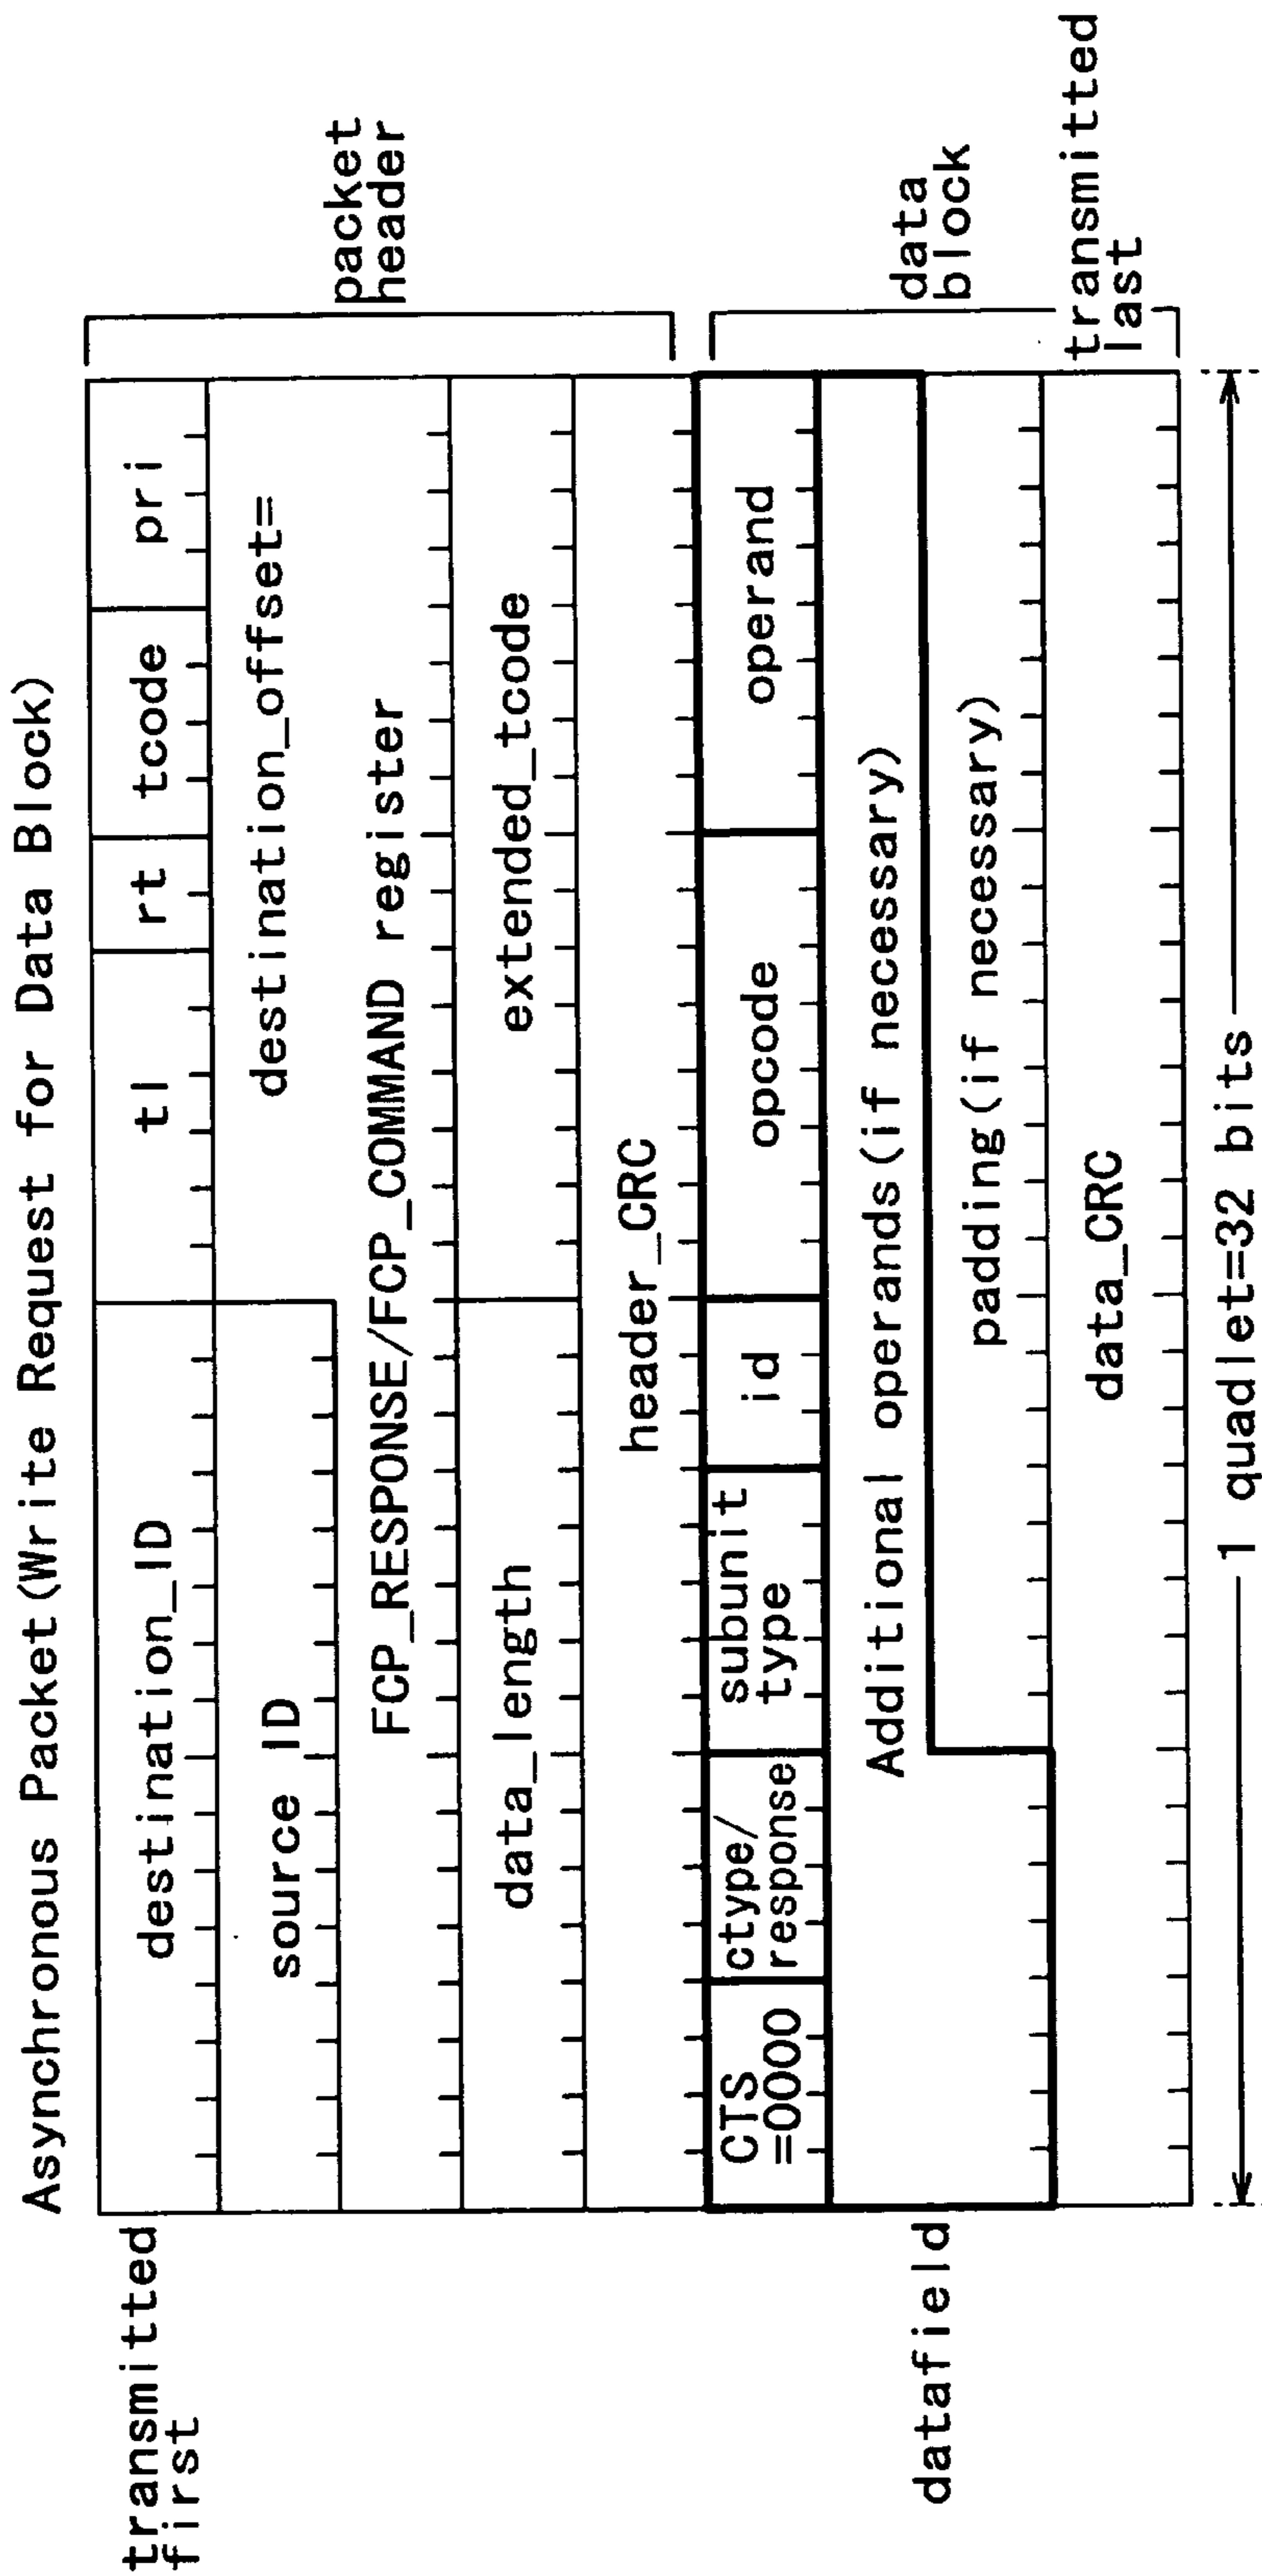 Asynchronous Packet(Write Request for Data Block)
transmitted
first
destination_ID
tl
rt
tcode
pri
source ID
destination_offset=
FCP_RESPONSE/FCP_COMMAND register
packet
header
data_length
extended_tcode
header_CRC
CTS
=0000
ctype/
response
subunit
type
id
opcode
operand
datafield
Additional operands(if necessary)
data
block
padding(if necessary)
data_CRC
transmitted
last
1 quadlet=32 bits